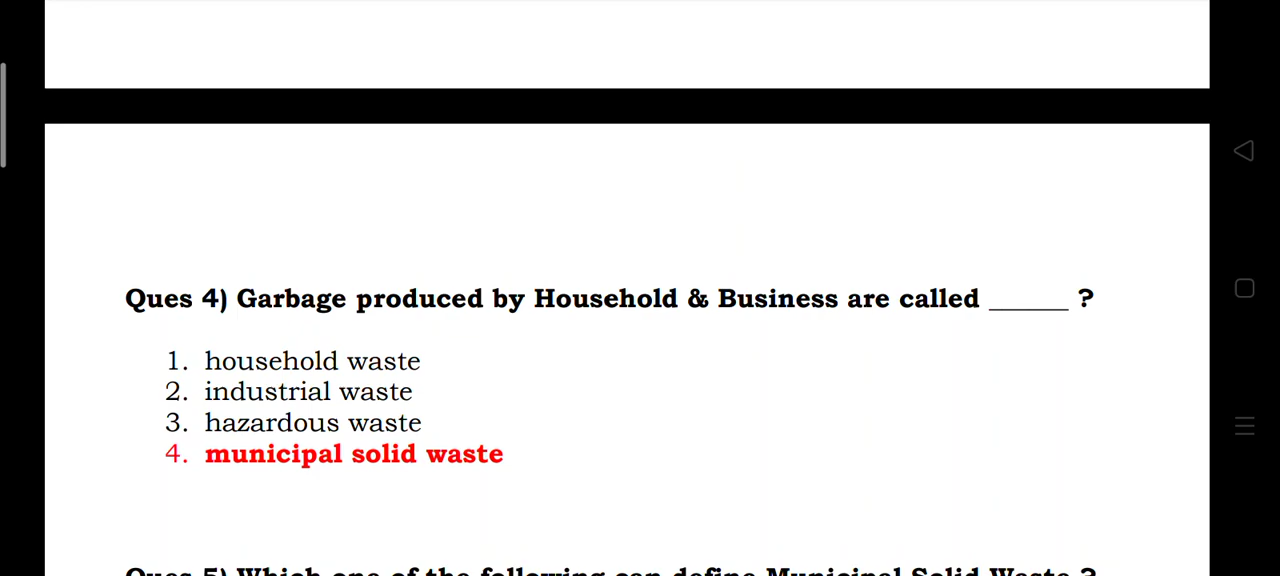 Ques 4) Garbage produced by Household & Business are called ______ ?
1. household waste
2. industrial waste
3. hazardous waste
4. municipal solid waste
Ques 5) Which one of the following can define Municipal Solid Waste ?